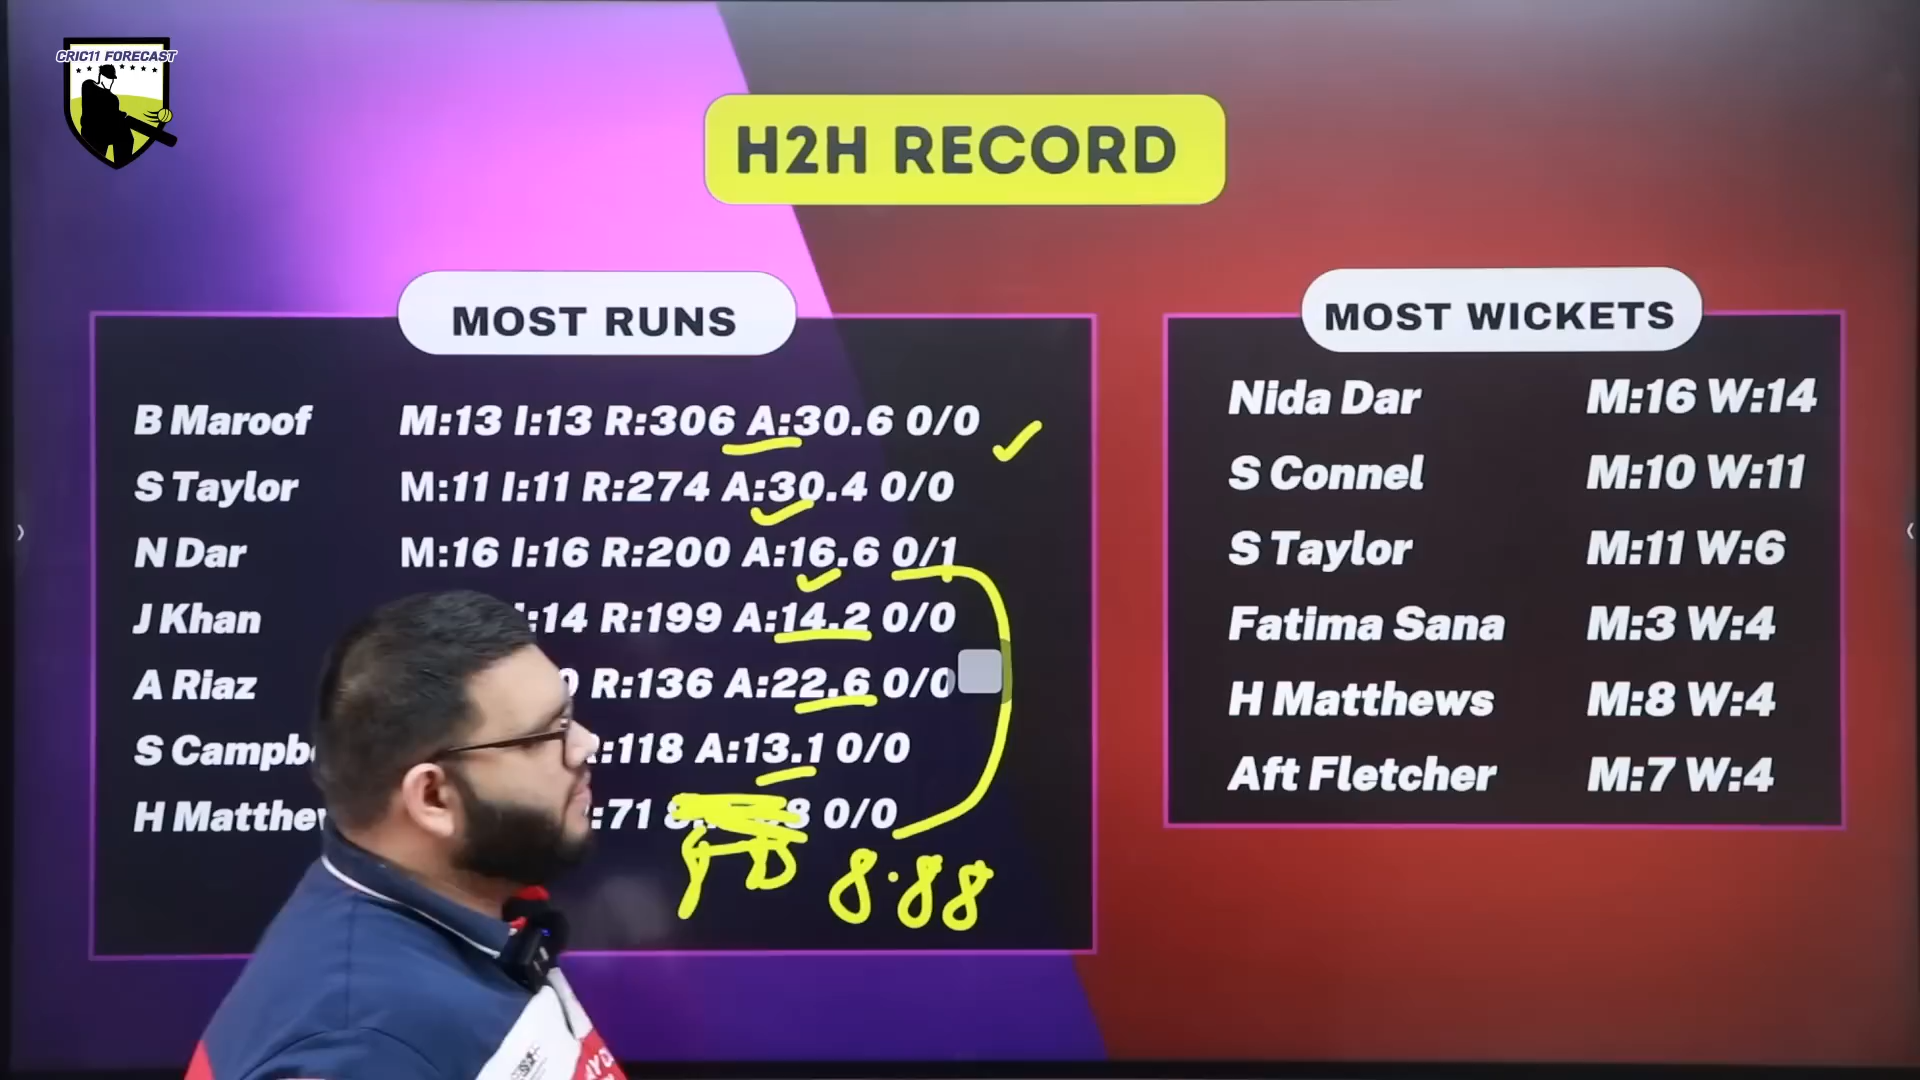 CRIC11 FORECAST
H2H RECORD
MOST RUNS
B Maroof M:13 I:13 R:306 A:30.6 0/0
S Taylor M:11 I:11 R:274 A:30.4 0/0
N Dar M:16 I:16 R:200 A:16.6 0/1
J Khan :14 R:199 A:14.2 0/0
A Riaz R:136 A:22.6 0/0
S Campb :118 A:13.1 0/0
H Matthew :71 8 0/0
8.88
MOST WICKETS
Nida Dar M:16 W:14
S Connel M:10 W:11
S Taylor M:11 W:6
Fatima Sana M:3 W:4
H Matthews M:8 W:4
Aft Fletcher M:7 W:4